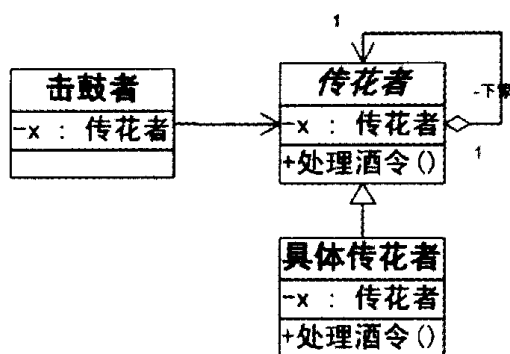 1
击鼓者
-x : 传花者
传花者
-x : 传花者
+处理酒令()
1
具体传花者
-x : 传花者
+处理酒令()